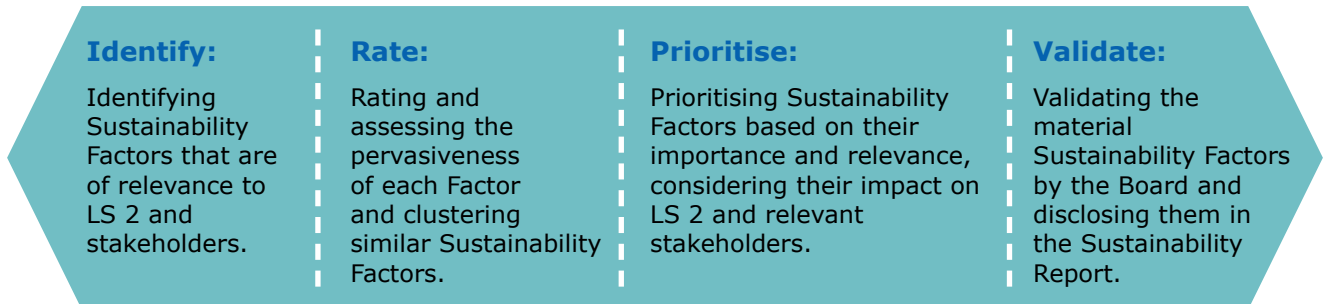 Identify:
Identifying
Sustainability
Factors that are
of relevance to
LS 2 and
stakeholders.
Rate:
Rating and
assessing the
pervasiveness
of each Factor
and clustering
similar Sustainability
Factors.
Prioritise:
Prioritising Sustainability
Factors based on their
importance and relevance,
considering their impact on
LS 2 and relevant
stakeholders.
Validate:
Validating the
material
Sustainability Factors
by the Board and
disclosing them in
the Sustainability
Report.